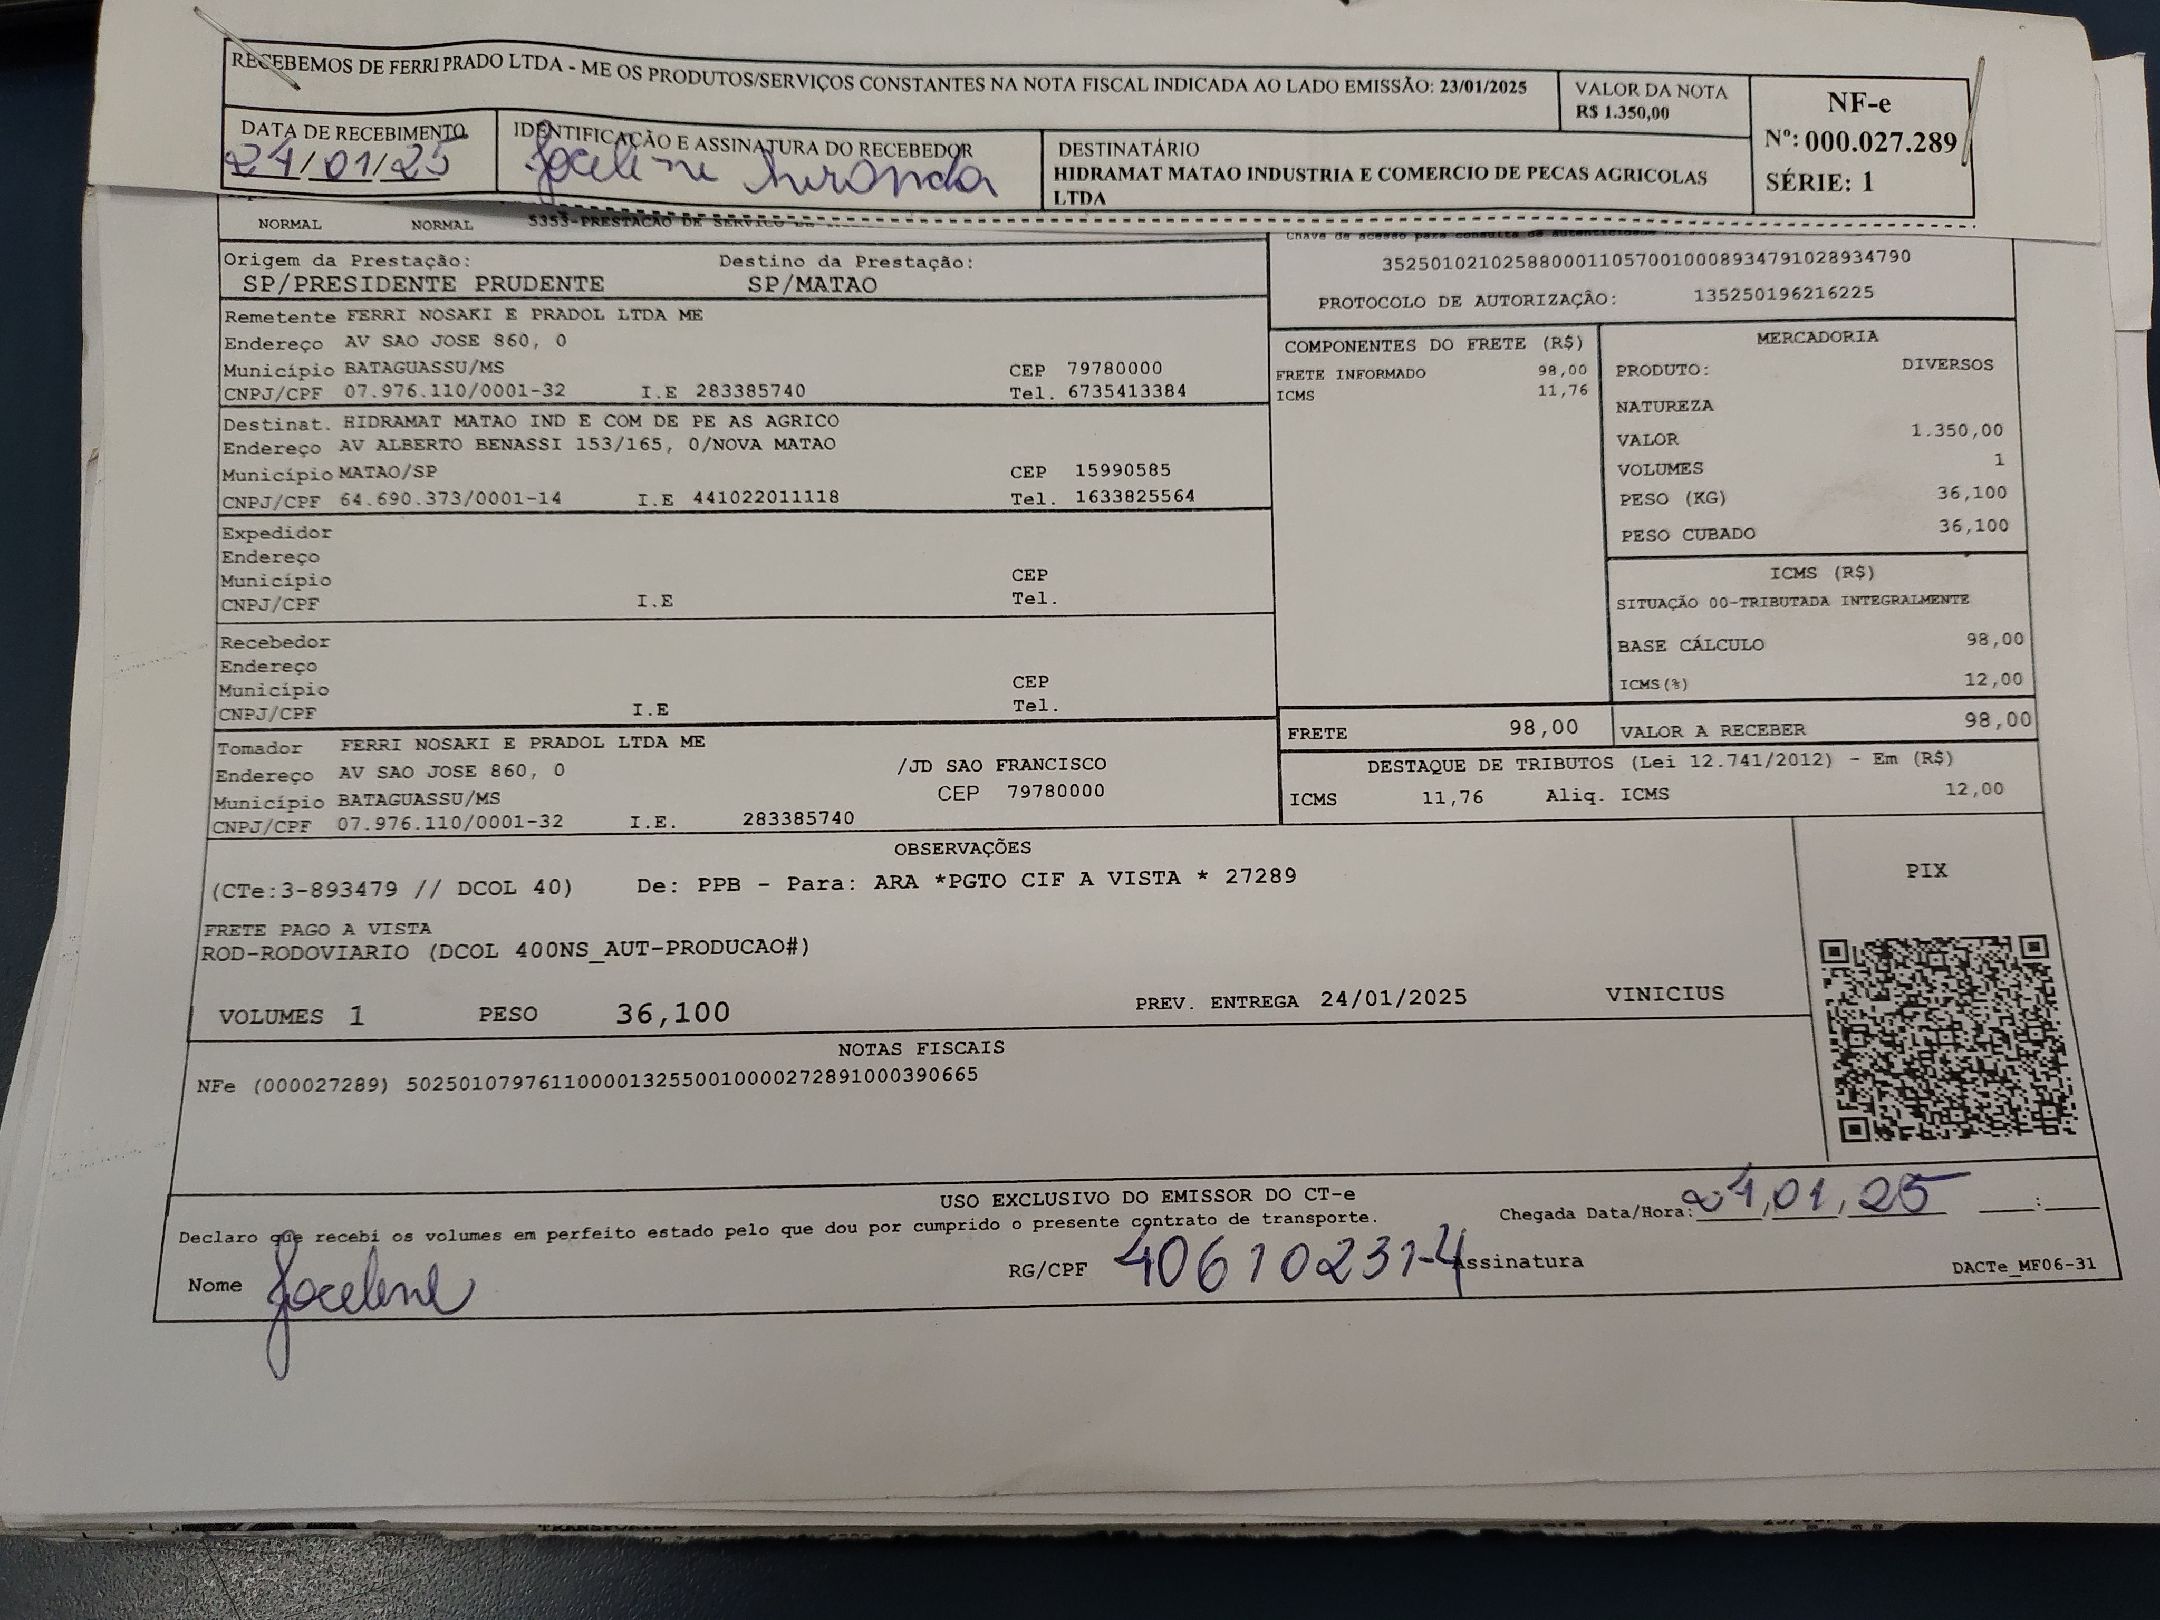 RECEBEMOS DE FERRI PRADO LTDA - ME OS PRODUTOS/SERVIÇOS CONSTANTES NA NOTA FISCAL INDICADA AO LADO EMISSÃO: 23/01/2025
VALOR DA NOTA
R$ 1.350,00
NF-e
Nº: 000.027.289
SÉRIE: 1
DATA DE RECEBIMENTO
24/01/25
IDENTIFICAÇÃO E ASSINATURA DO RECEBEDOR
Joceline Miranda
DESTINATÁRIO
HIDRAMAT MATAO INDUSTRIA E COMERCIO DE PECAS AGRICOLAS
LTDA
NORMAL NORMAL 5353-PRESTACAO DE SERVICO DE
Chave de acesso para consulta de autenticidade
35250102102588000110570010008934791028934790
PROTOCOLO DE AUTORIZAÇÃO: 135250196216225
Origem da Prestação: Destino da Prestação:
SP/PRESIDENTE PRUDENTE SP/MATAO
Remetente FERRI NOSAKI E PRADOL LTDA ME
Endereço AV SAO JOSE 860, 0
Município BATAGUASSU/MS CEP 79780000
CNPJ/CPF 07.976.110/0001-32 I.E 283385740 Tel. 6735413384
Destinat. HIDRAMAT MATAO IND E COM DE PE AS AGRICO
Endereço AV ALBERTO BENASSI 153/165, 0/NOVA MATAO
Município MATAO/SP CEP 15990585
CNPJ/CPF 64.690.373/0001-14 I.E 441022011118 Tel. 1633825564
Expedidor
Endereço
Município CEP
CNPJ/CPF I.E Tel.
Recebedor
Endereço
Município CEP
CNPJ/CPF I.E Tel.
Tomador FERRI NOSAKI E PRADOL LTDA ME
Endereço AV SAO JOSE 860, 0 /JD SAO FRANCISCO
Município BATAGUASSU/MS CEP 79780000
CNPJ/CPF 07.976.110/0001-32 I.E. 283385740
COMPONENTES DO FRETE (R$)
FRETE INFORMADO 98,00
ICMS 11,76
MERCADORIA
PRODUTO: DIVERSOS
NATUREZA
VALOR 1.350,00
VOLUMES 1
PESO (KG) 36,100
PESO CUBADO 36,100
ICMS (R$)
SITUAÇÃO 00-TRIBUTADA INTEGRALMENTE
BASE CÁLCULO 98,00
ICMS(%) 12,00
FRETE 98,00 VALOR A RECEBER 98,00
DESTAQUE DE TRIBUTOS (Lei 12.741/2012) - Em (R$)
ICMS 11,76 Aliq. ICMS 12,00
OBSERVAÇÕES
(CTe:3-893479 // DCOL 40) De: PPB - Para: ARA *PGTO CIF A VISTA * 27289
FRETE PAGO A VISTA
ROD-RODOVIARIO (DCOL 400NS_AUT-PRODUCAO#)
VOLUMES 1 PESO 36,100 PREV. ENTREGA 24/01/2025 VINICIUS
PIX
NOTAS FISCAIS
NFe (000027289) 50250107976110000132550010000272891000390665
USO EXCLUSIVO DO EMISSOR DO CT-e
Declaro que recebi os volumes em perfeito estado pelo que dou por cumprido o presente contrato de transporte.
Chegada Data/Hora: 24,01,25 :
Nome Jocelene RG/CPF 40610231-4 Assinatura
DACTe_MF06-31